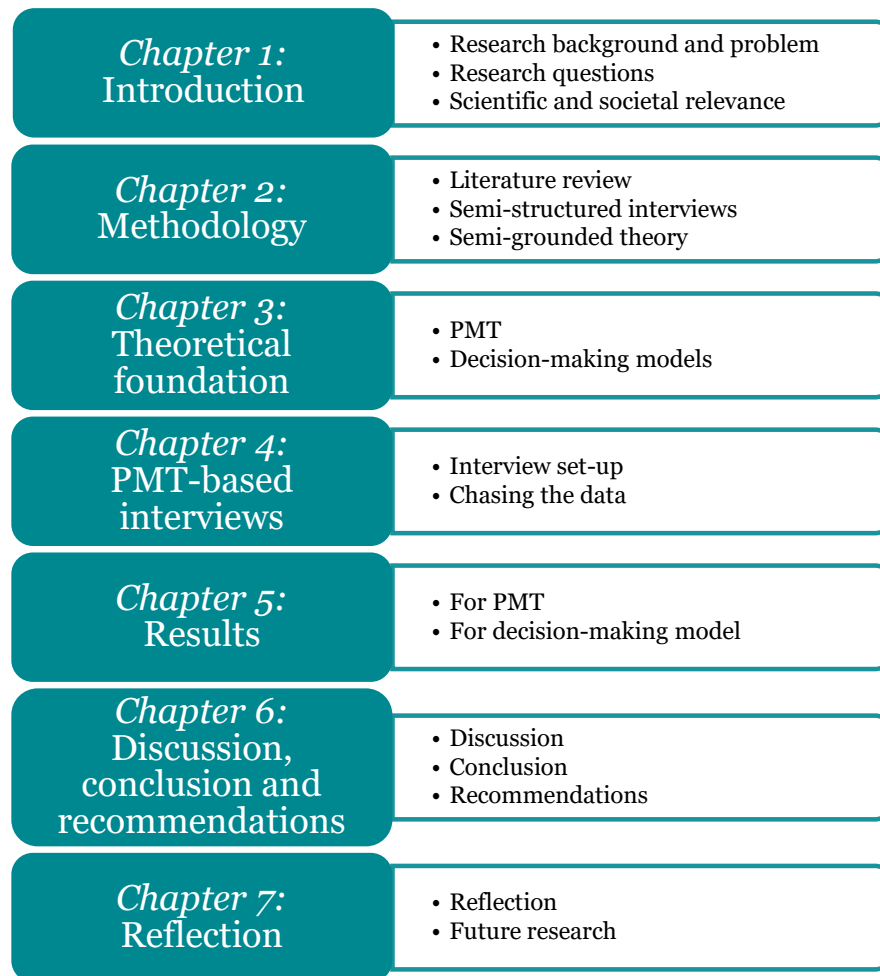 Chapter 1:
Introduction
• Research background and problem
• Research questions
• Scientific and societal relevance
Chapter 2:
Methodology
• Literature review
• Semi-structured interviews
• Semi-grounded theory
Chapter 3:
Theoretical
foundation
• PMT
• Decision-making models
Chapter 4:
PMT-based
interviews
• Interview set-up
• Chasing the data
Chapter 5:
Results
• For PMT
• For decision-making model
Chapter 6:
Discussion,
conclusion and
recommendations
• Discussion
• Conclusion
• Recommendations
Chapter 7:
Reflection
• Reflection
• Future research